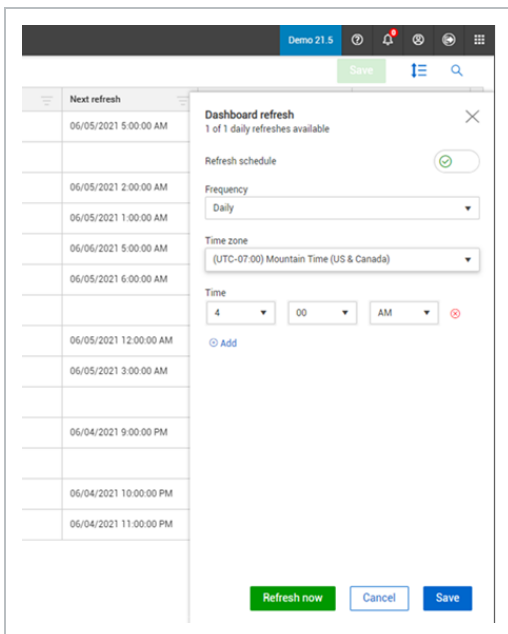 Demo 21.5
Save
Next refresh
06/05/2021 5:00:00 AM
06/05/2021 2:00:00 AM
06/05/2021 1:00:00 AM
06/06/2021 5:00:00 AM
06/05/2021 6:00:00 AM
06/05/2021 12:00:00 AM
06/05/2021 3:00:00 AM
06/04/2021 9:00:00 PM
06/04/2021 10:00:00 PM
06/04/2021 11:00:00 PM
Dashboard refresh
1 of 1 daily refreshes available
Refresh schedule
Frequency
Daily
Time zone
(UTC-07:00) Mountain Time (US & Canada)
Time
4 00 AM
Add
Refresh now Cancel Save